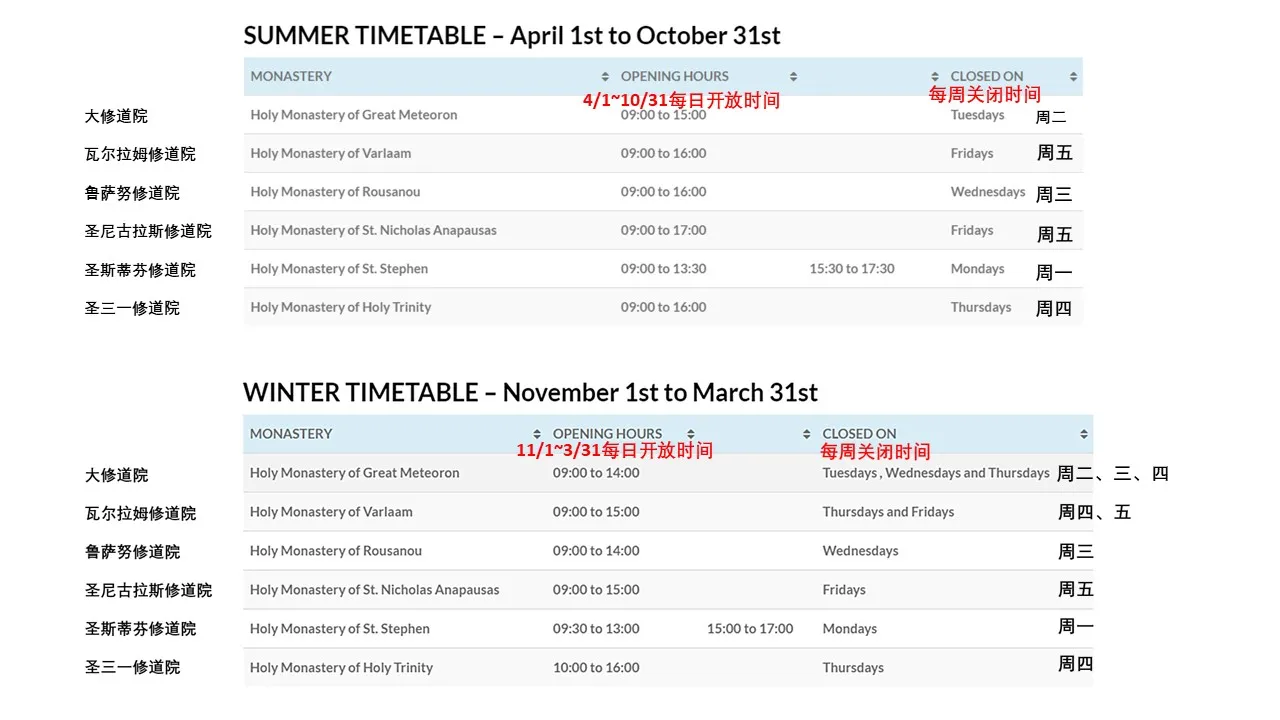 SUMMER TIMETABLE – April 1st to October 31st
MONASTERY OPENING HOURS CLOSED ON
4/1~10/31每日开放时间 每周关闭时间
大修道院 Holy Monastery of Great Meteoron 09:00 to 15:00 Tuesdays 周二
瓦尔拉姆修道院 Holy Monastery of Varlaam 09:00 to 16:00 Fridays 周五
鲁萨努修道院 Holy Monastery of Rousanou 09:00 to 16:00 Wednesdays 周三
圣尼古拉斯修道院 Holy Monastery of St. Nicholas Anapausas 09:00 to 17:00 Fridays 周五
圣斯蒂芬修道院 Holy Monastery of St. Stephen 09:00 to 13:30 15:30 to 17:30 Mondays 周一
圣三一修道院 Holy Monastery of Holy Trinity 09:00 to 16:00 Thursdays 周四
WINTER TIMETABLE – November 1st to March 31st
MONASTERY OPENING HOURS CLOSED ON
11/1~3/31每日开放时间 每周关闭时间
大修道院 Holy Monastery of Great Meteoron 09:00 to 14:00 Tuesdays , Wednesdays and Thursdays 周二、三、四
瓦尔拉姆修道院 Holy Monastery of Varlaam 09:00 to 15:00 Thursdays and Fridays 周四、五
鲁萨努修道院 Holy Monastery of Rousanou 09:00 to 14:00 Wednesdays 周三
圣尼古拉斯修道院 Holy Monastery of St. Nicholas Anapausas 09:00 to 15:00 Fridays 周五
圣斯蒂芬修道院 Holy Monastery of St. Stephen 09:30 to 13:00 15:00 to 17:00 Mondays 周一
圣三一修道院 Holy Monastery of Holy Trinity 10:00 to 16:00 Thursdays 周四